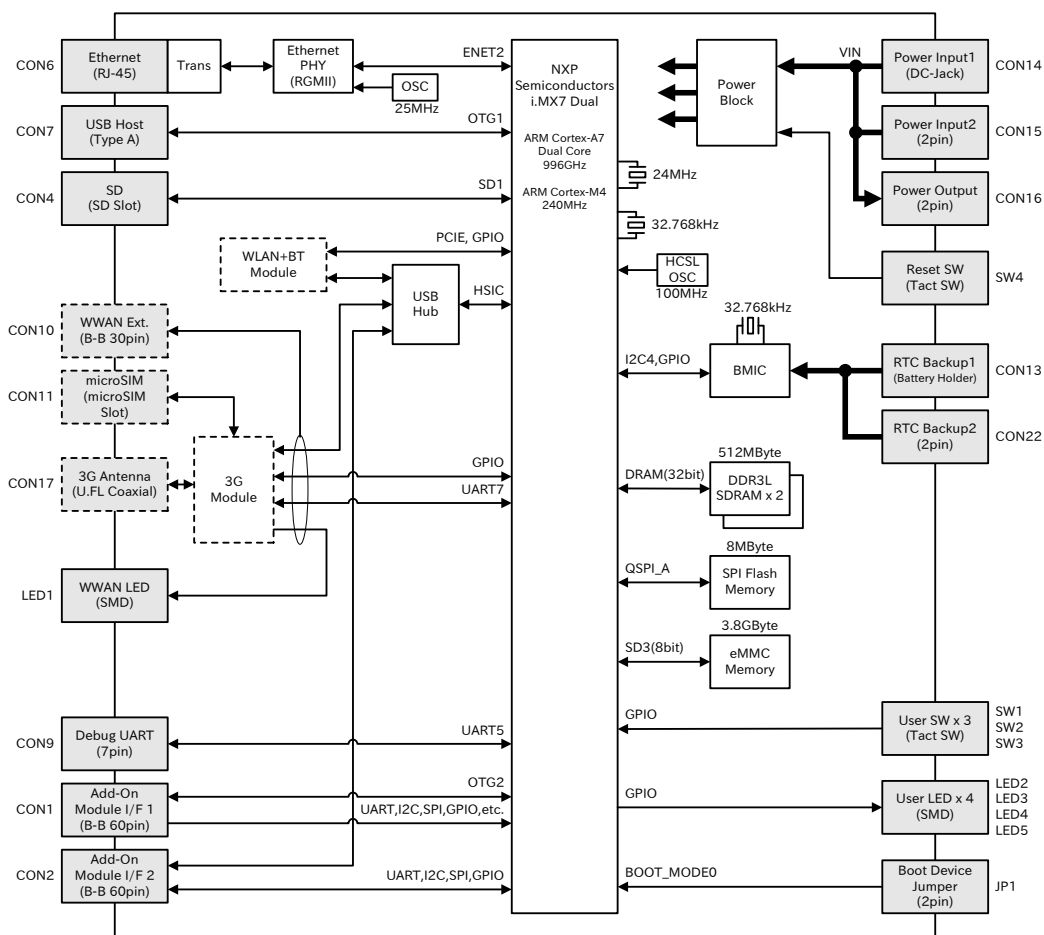 CON6
Ethernet
(RJ-45)
Trans
Ethernet
PHY
(RGMII)
OSC
25MHz
ENET2
CON7
USB Host
(Type A)
OTG1
CON4
SD
(SD Slot)
SD1
WLAN+BT
Module
PCIE, GPIO
USB
Hub
HSIC
CON10
WWAN Ext.
(B-B 30pin)
CON11
microSIM
(microSIM
Slot)
CON17
3G Antenna
(U.FL Coaxial)
3G
Module
GPIO
UART7
LED1
WWAN LED
(SMD)
CON9
Debug UART
(7pin)
UART5
CON1
Add-On
Module I/F 1
(B-B 60pin)
OTG2
UART,I2C,SPI,GPIO,etc.
CON2
Add-On
Module I/F 2
(B-B 60pin)
UART,I2C,SPI,GPIO
NXP
Semiconductors
i.MX7 Dual
ARM Cortex-A7
Dual Core
996GHz
ARM Cortex-M4
240MHz
24MHz
32.768kHz
HCSL
OSC
100MHz
Power
Block
VIN
Power Input1
(DC-Jack)
CON14
Power Input2
(2pin)
CON15
Power Output
(2pin)
CON16
Reset SW
(Tact SW)
SW4
32.768kHz
I2C4,GPIO
BMIC
RTC Backup1
(Battery Holder)
CON13
RTC Backup2
(2pin)
CON22
512MByte
DRAM(32bit)
DDR3L
SDRAM x 2
8MByte
QSPI_A
SPI Flash
Memory
3.8GByte
SD3(8bit)
eMMC
Memory
GPIO
User SW x 3
(Tact SW)
SW1
SW2
SW3
GPIO
User LED x 4
(SMD)
LED2
LED3
LED4
LED5
BOOT_MODE0
Boot Device
Jumper
(2pin)
JP1